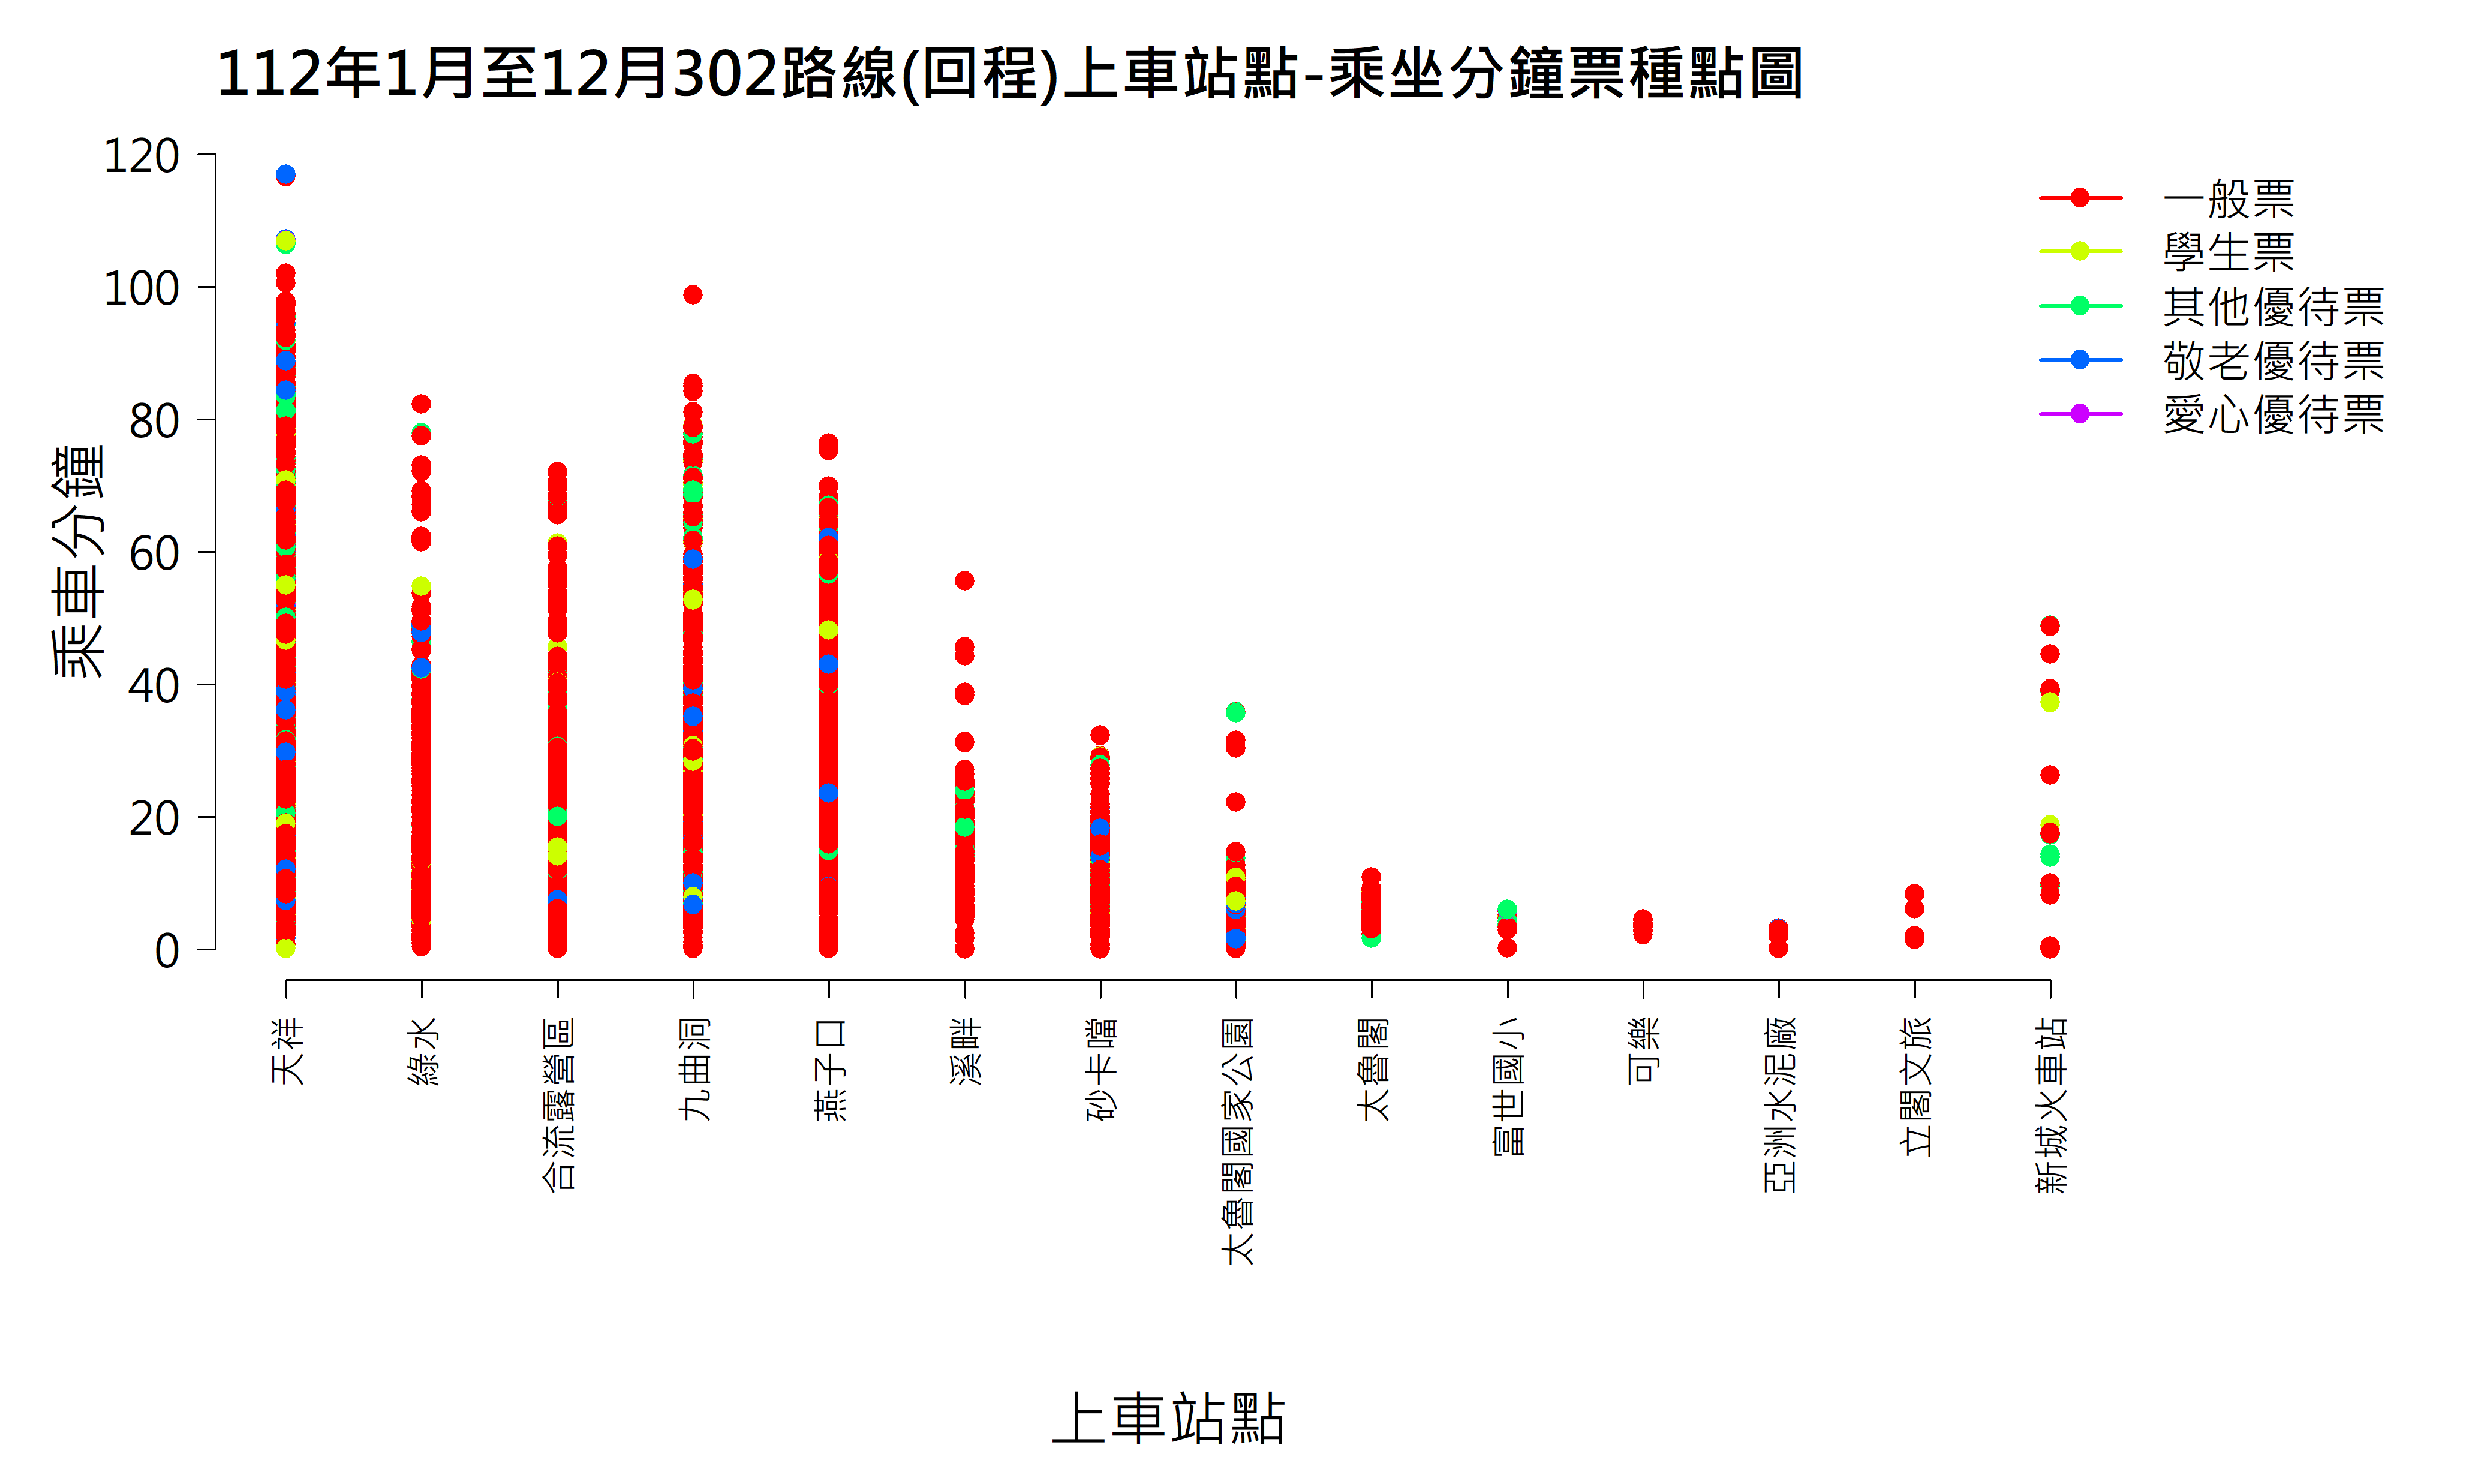 112年1月至12月302路線(回程)上車站點-乘坐分鐘票種點圖
乘車分鐘
120
100
80
60
40
20
0
一般票
學生票
其他優待票
敬老優待票
愛心優待票
天祥
綠水
合流露營區
九曲洞
燕子口
溪畔
砂卡噹
太魯閣國家公園
太魯閣
富世國小
可樂
亞洲水泥廠
立閣文旅
新城火車站
上車站點